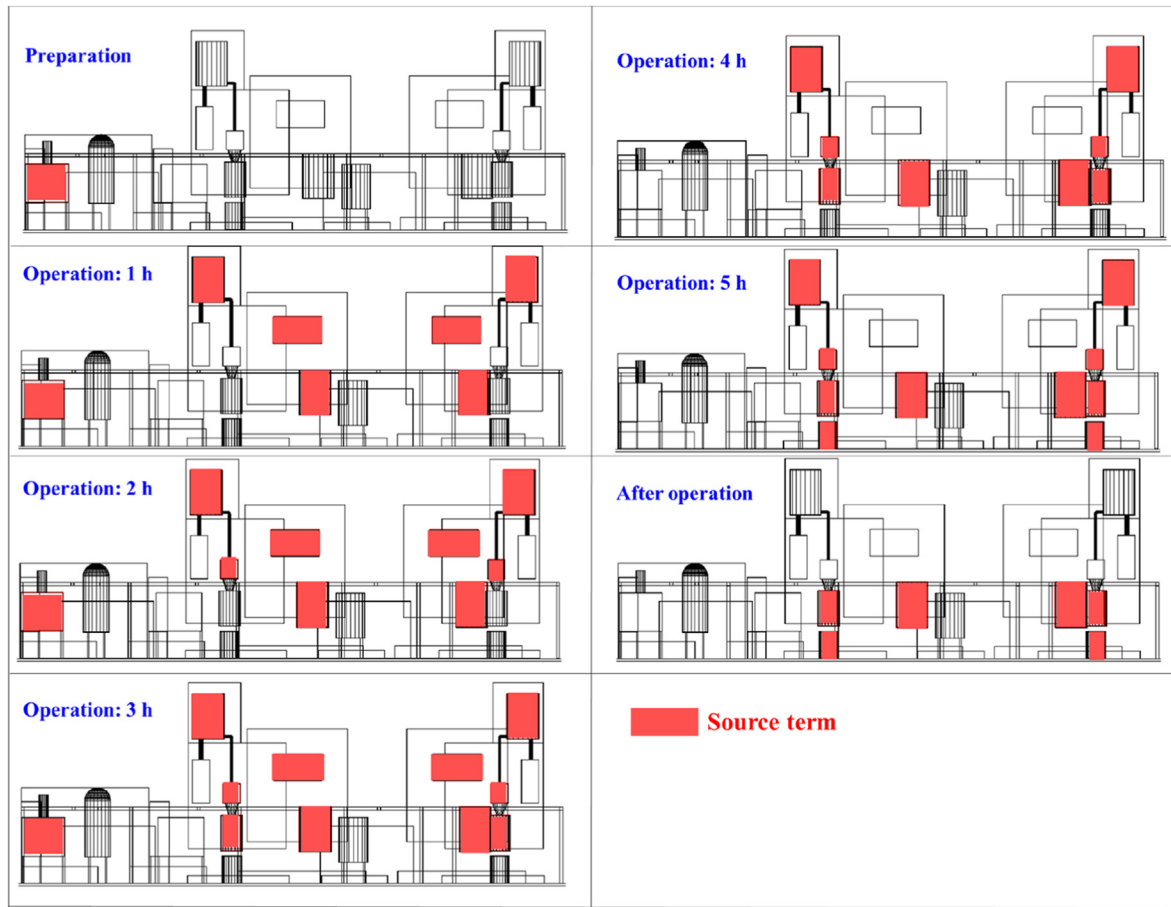 Preparation
Operation: 1 h
Operation: 2 h
Operation: 3 h
Operation: 4 h
Operation: 5 h
After operation
Source term